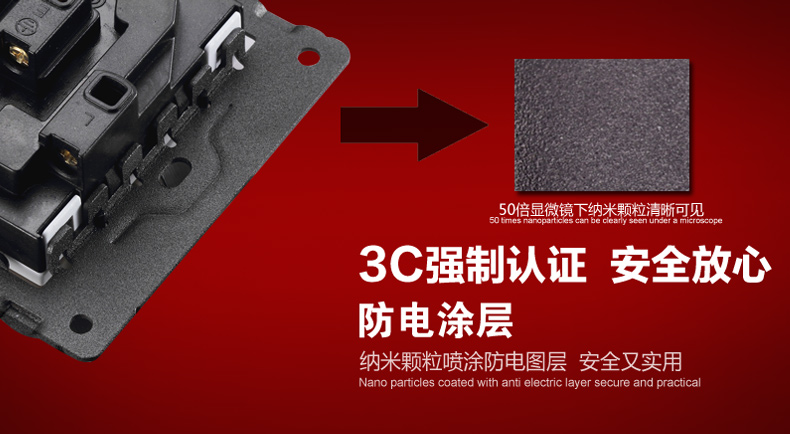 L
50倍显微镜下纳米颗粒清晰可见
50 times nanoparticles can be clearly seen under a microscope
3C强制认证 安全放心
防电涂层
纳米颗粒喷涂防电图层 安全又实用
Nano particles coated with anti electric layer secure and practical